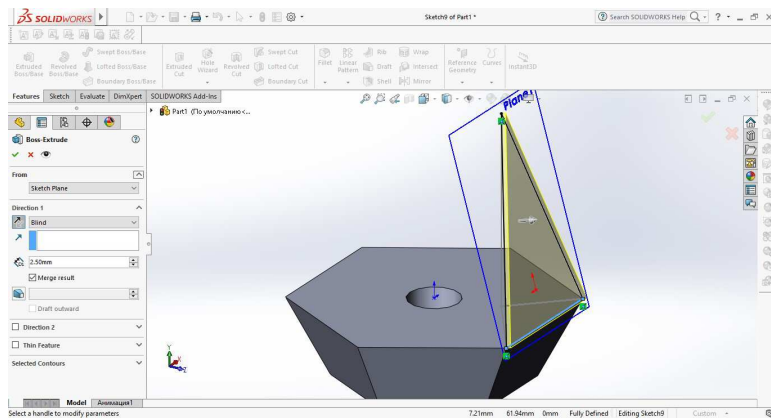 SOLIDWORKS
Sketch9 of Part1 *
Search SOLIDWORKS Help
Extruded Boss/Base
Revolved Boss/Base
Swept Boss/Base
Lofted Boss/Base
Boundary Boss/Base
Extruded Cut
Hole Wizard
Revolved Cut
Swept Cut
Lofted Cut
Boundary Cut
Fillet
Linear Pattern
Rib
Draft
Shell
Wrap
Intersect
Mirror
Reference Geometry
Curves
Instant3D
Features Sketch Evaluate DimXpert SOLIDWORKS Add-Ins
Part1 (По умолчанию<...
Plane1
Boss-Extrude
From
Sketch Plane
Direction 1
Blind
2.50mm
Merge result
Draft outward
Direction 2
Thin Feature
Selected Contours
Y
X
Z
Model Анимация1
Select a handle to modify parameters
7.21mm 61.94mm 0mm Fully Defined Editing Sketch9 Custom